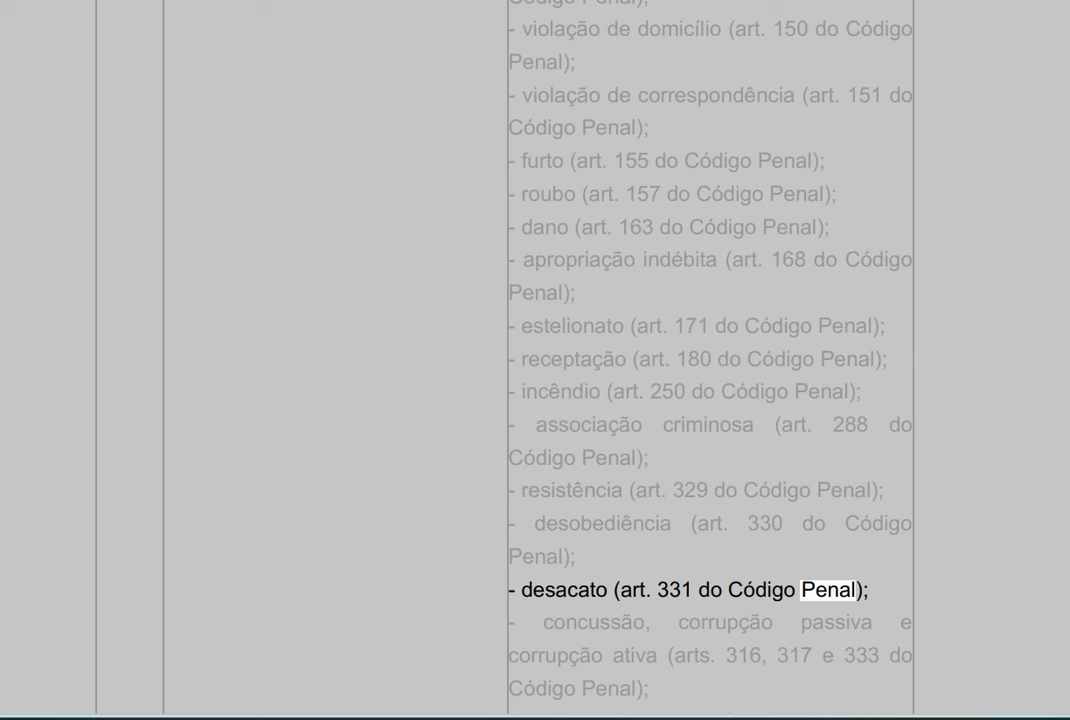 Código Penal);
- violação de domicílio (art. 150 do Código
Penal);
- violação de correspondência (art. 151 do
Código Penal);
- furto (art. 155 do Código Penal);
- roubo (art. 157 do Código Penal);
- dano (art. 163 do Código Penal);
- apropriação indébita (art. 168 do Código
Penal);
- estelionato (art. 171 do Código Penal);
- receptação (art. 180 do Código Penal);
- incêndio (art. 250 do Código Penal);
- associação criminosa (art. 288 do
Código Penal);
- resistência (art. 329 do Código Penal);
- desobediência (art. 330 do Código
Penal);
- desacato (art. 331 do Código Penal);
- concussão, corrupção passiva e
corrupção ativa (arts. 316, 317 e 333 do
Código Penal);